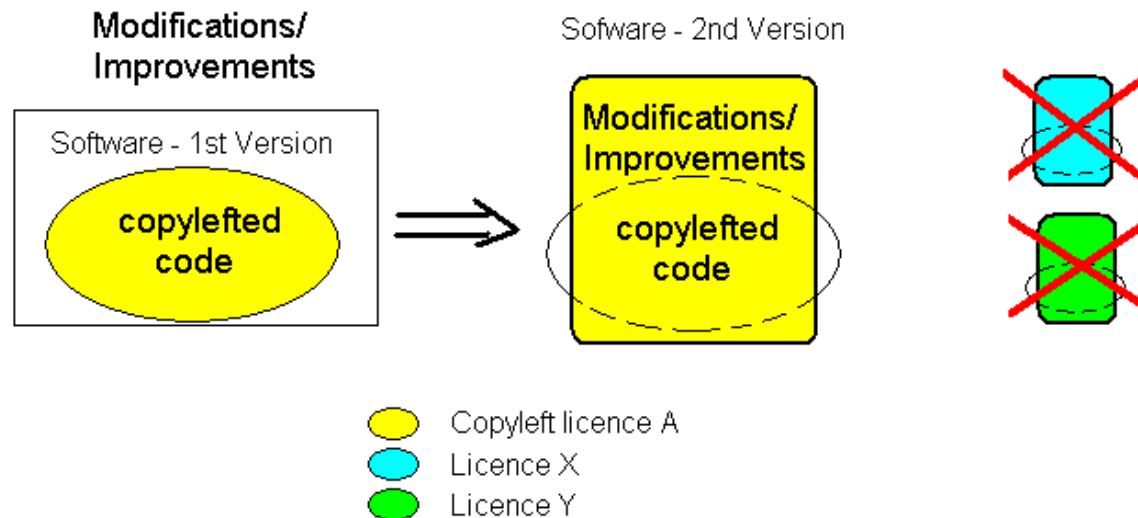 Modifications/
Improvements
Software - 1st Version
copylefted
code
Sofware - 2nd Version
Modifications/
Improvements
copylefted
code
Copyleft licence A
Licence X
Licence Y